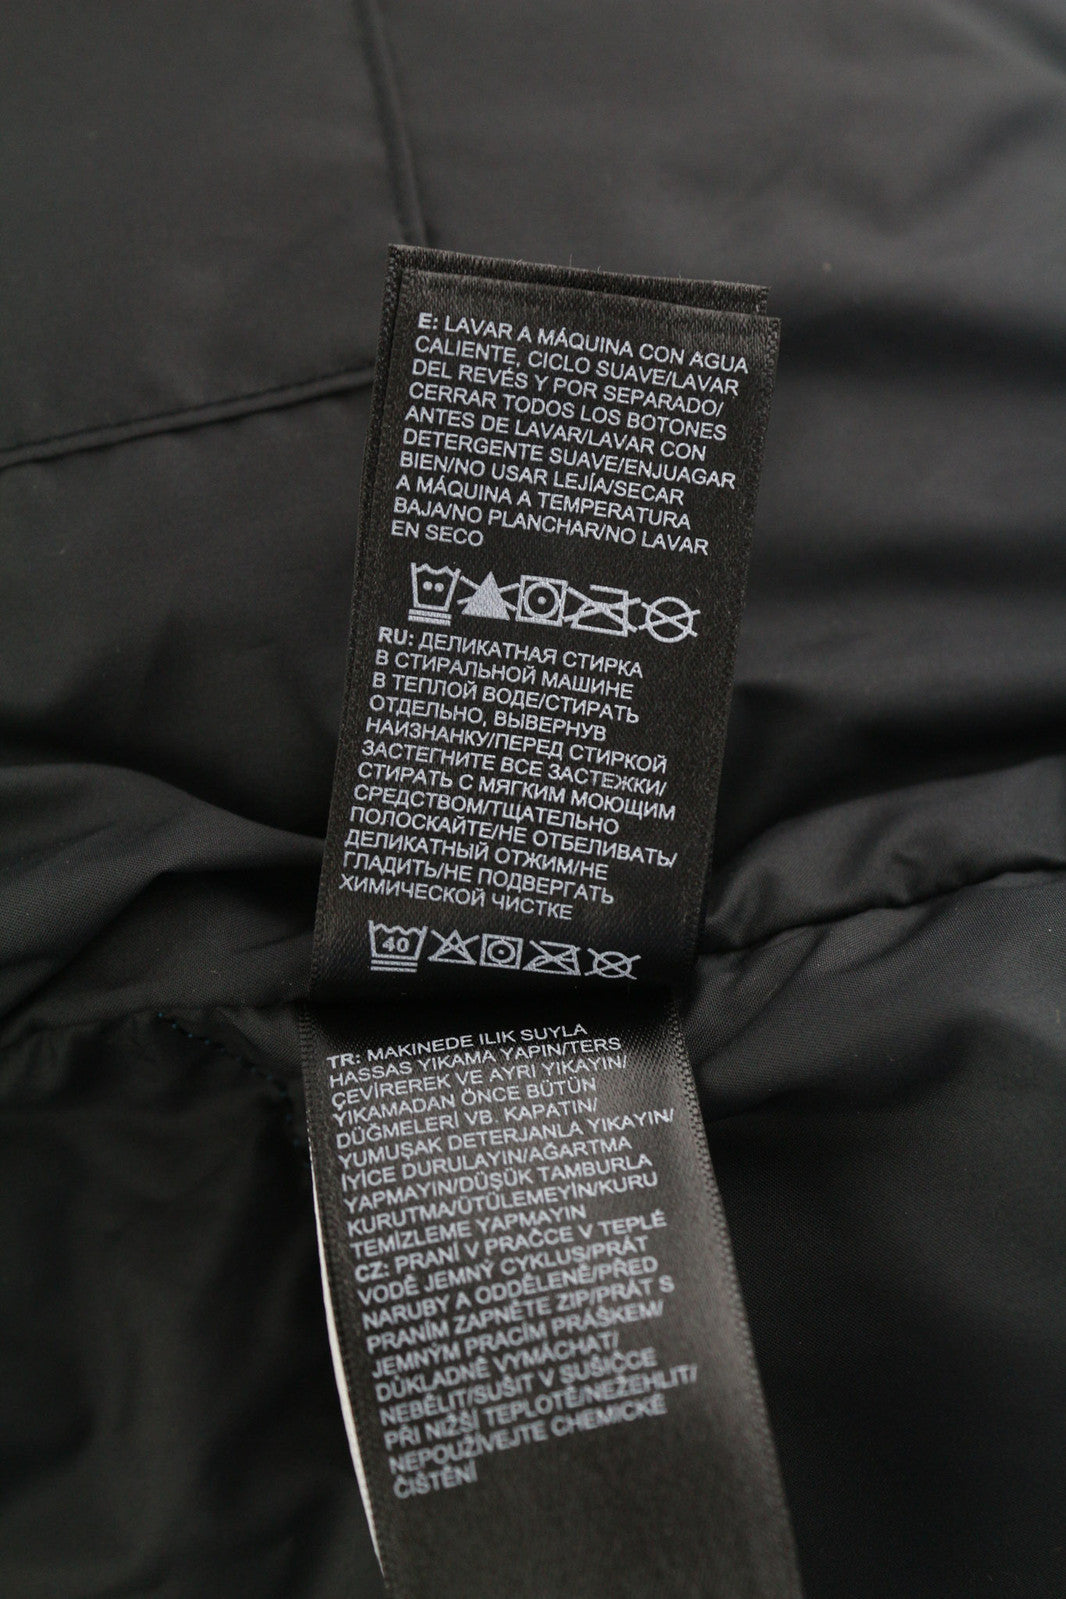 E: LAVAR A MÁQUINA CON AGUA
CALIENTE, CICLO SUAVE/LAVAR
DEL REVÉS Y POR SEPARADO/
CERRAR TODOS LOS BOTONES
ANTES DE LAVAR/LAVAR CON
DETERGENTE SUAVE/ENJUAGAR
BIEN/NO USAR LEJÍA/SECAR
A MÁQUINA A TEMPERATURA
BAJA/NO PLANCHAR/NO LAVAR
EN SECO
RU: ДЕЛИКАТНАЯ СТИРКА
В СТИРАЛЬНОЙ МАШИНЕ
В ТЕПЛОЙ ВОДЕ/СТИРАТЬ
ОТДЕЛЬНО, ВЫВЕРНУВ
НАИЗНАНКУ/ПЕРЕД СТИРКОЙ
ЗАСТЕГНИТЕ ВСЕ ЗАСТЕЖКИ/
СТИРАТЬ С МЯГКИМ МОЮЩИМ
СРЕДСТВОМ/ТЩАТЕЛЬНО
ПОЛОСКАЙТЕ/НЕ ОТБЕЛИВАТЬ/
ДЕЛИКАТНЫЙ ОТЖИМ/НЕ
ГЛАДИТЬ/НЕ ПОДВЕРГАТЬ
ХИМИЧЕСКОЙ ЧИСТКЕ
40
TR: MAKINEDE ILIK SUYLA
HASSAS YIKAMA YAPIN/TERS
ÇEVİREREK VE AYRI YIKAYIN/
YIKAMADAN ÖNCE BÜTÜN
DÜĞMELERİ VB. KAPATIN/
YUMUŞAK DETERJANLA YIKAYIN/
İYİCE DURULAYIN/AĞARTMA
YAPMAYIN/DÜŞÜK TAMBURLA
KURUTMA/ÜTÜLEMEYİN/KURU
TEMİZLEME YAPMAYIN
CZ: PRANÍ V PRAČCE V TEPLÉ
VODĚ JEMNÝ CYKLUS/PRÁT
NARUBY A ODDĚLENĚ/PŘED
PRANÍM ZAPNĚTE ZIP/PRÁT S
JEMNÝM PRACÍM PRÁŠKEM/
DŮKLADNĚ VYMÁCHAT/
NEBĚLIT/SUŠIT V SUŠIČCE
PŘI NIŽŠÍ TEPLOTĚ/NEŽEHLIT/
NEPOUŽÍVEJTE CHEMICKÉ
ČIŠTĚNÍ